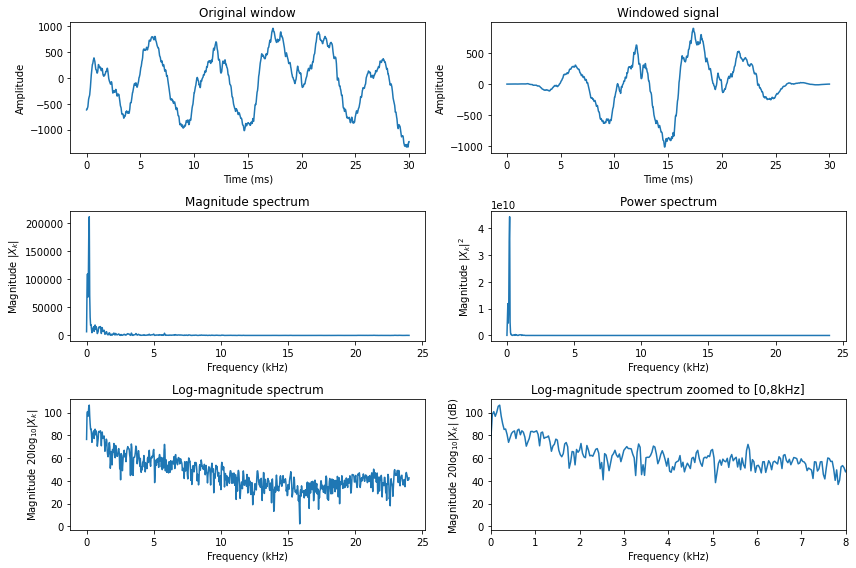 Original window
Amplitude
1000
500
0
−500
−1000
0 5 10 15 20 25 30
Time (ms)
Windowed signal
Amplitude
500
0
−500
−1000
0 5 10 15 20 25 30
Time (ms)
Magnitude spectrum
Magnitude |X_k|
200000
150000
100000
50000
0
0 5 10 15 20 25
Frequency (kHz)
Power spectrum
1e10
Magnitude |X_k|²
4
3
2
1
0
0 5 10 15 20 25
Frequency (kHz)
Log-magnitude spectrum
Magnitude 20log₁₀|X_k|
100
80
60
40
20
0
0 5 10 15 20 25
Frequency (kHz)
Log-magnitude spectrum zoomed to [0,8kHz]
Magnitude 20log₁₀|X_k| (dB)
100
80
60
40
20
0
0 1 2 3 4 5 6 7 8
Frequency (kHz)